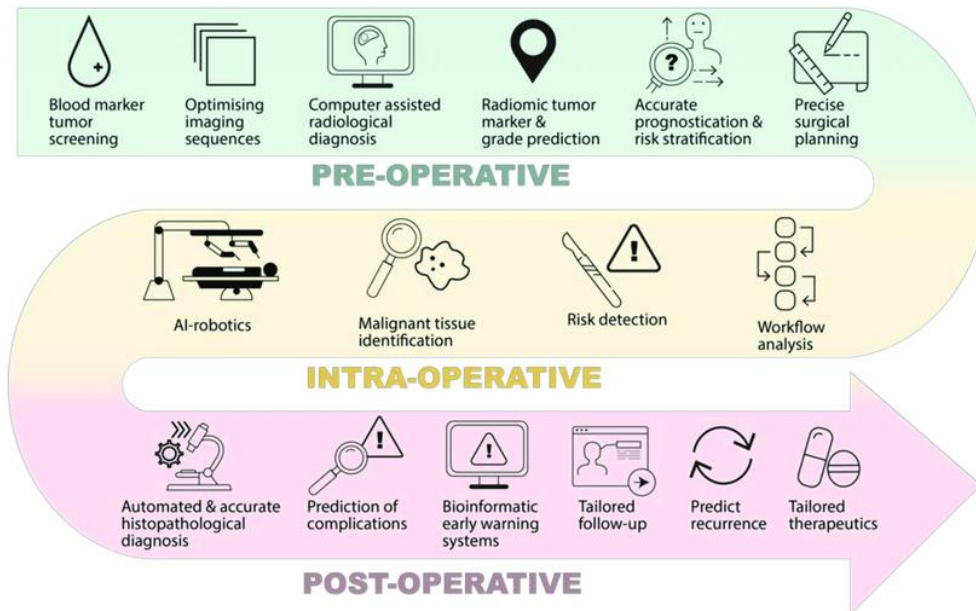 Blood marker
tumor
screening
Optimising
imaging
sequences
Computer assisted
radiological
diagnosis
Radiomic tumor
marker &
grade prediction
?
Accurate
prognostication &
risk stratification
Precise
surgical
planning
PRE-OPERATIVE
AI-robotics
Malignant tissue
identification
!
Risk detection
Workflow
analysis
INTRA-OPERATIVE
Automated & accurate
histopathological
diagnosis
!
Prediction of
complications
!
Bioinformatic
early warning
systems
Tailored
follow-up
Predict
recurrence
Tailored
therapeutics
POST-OPERATIVE